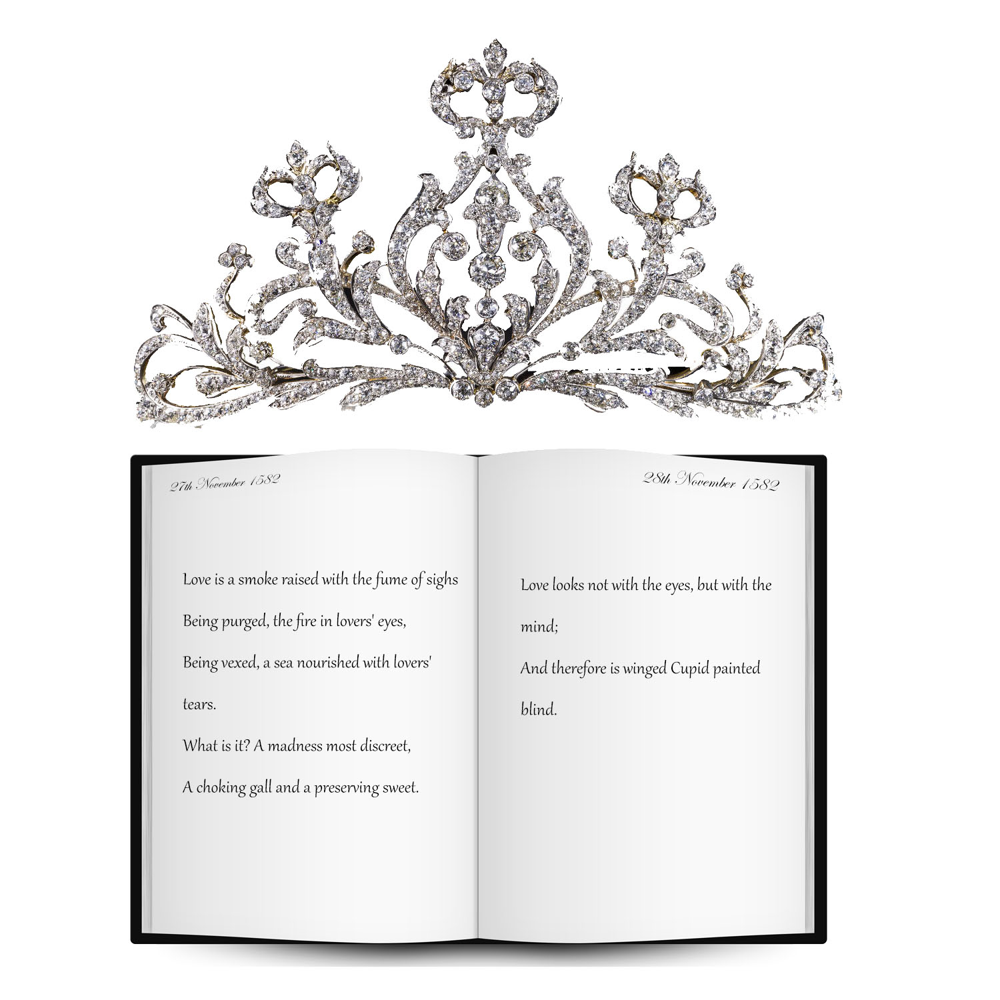 27th November 1582
Love is a smoke raised with the fume of sighs
Being purged, the fire in lovers' eyes,
Being vexed, a sea nourished with lovers'
tears.
What is it? A madness most discreet,
A choking gall and a preserving sweet.
28th November 1582
Love looks not with the eyes, but with the
mind;
And therefore is winged Cupid painted
blind.